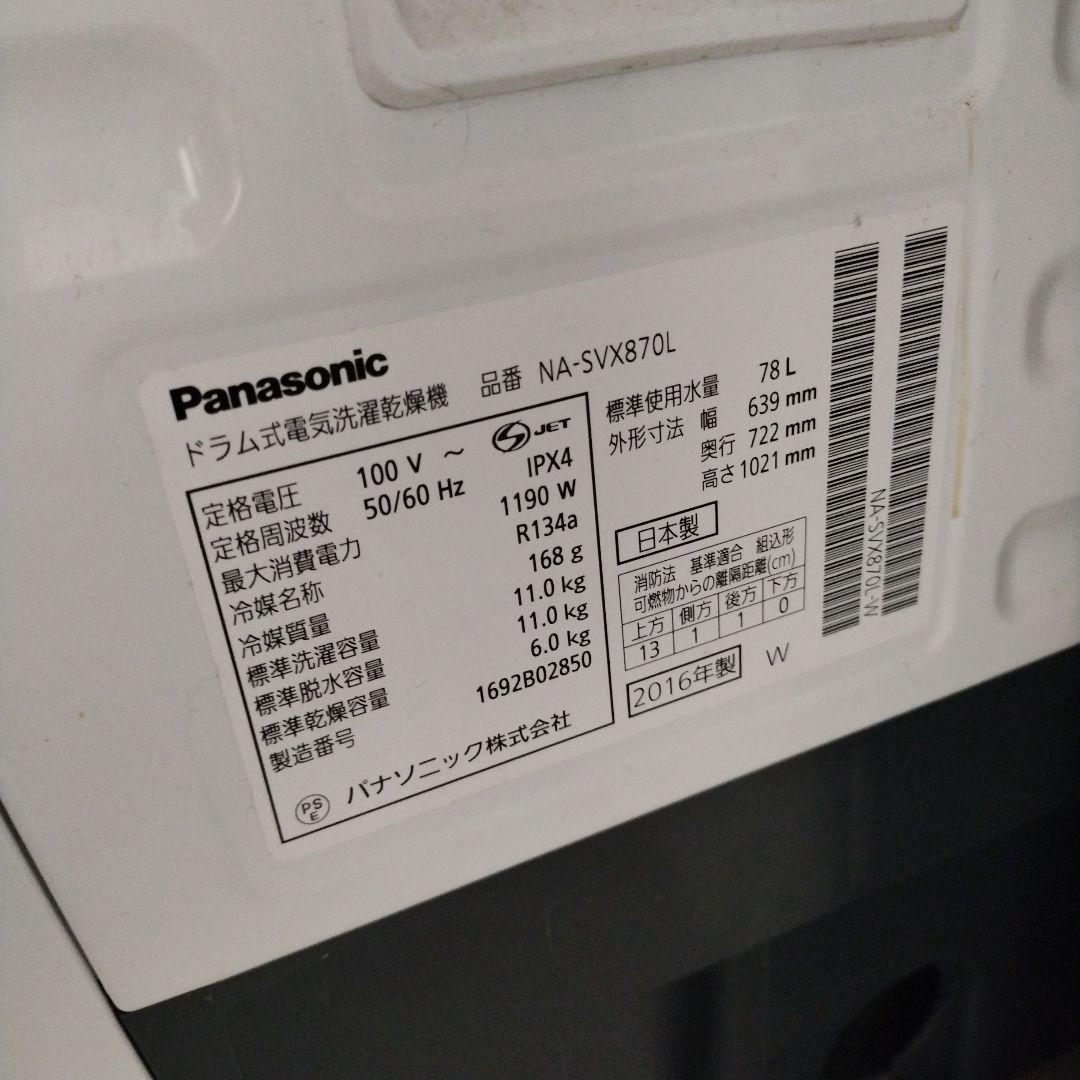 Panasonic
ドラム式電気洗濯乾燥機 品番 NA-SVX870L
JET
定格電圧 100 V ～ IPX4
定格周波数 50/60 Hz
最大消費電力 1190 W
冷媒名称 R134a
冷媒質量 168 g
標準洗濯容量 11.0 kg
標準脱水容量 11.0 kg
標準乾燥容量 6.0 kg
製造番号 1692B02850
PS
E
パナソニック株式会社
標準使用水量 78 L
外形寸法 幅 639 mm
奥行 722 mm
高さ 1021 mm
日本製
消防法 基準適合 組込形
可燃物からの離隔距離(cm)
上方 側方 後方 下方
13 1 1 0
2016年製 W
NA-SVX870L-W